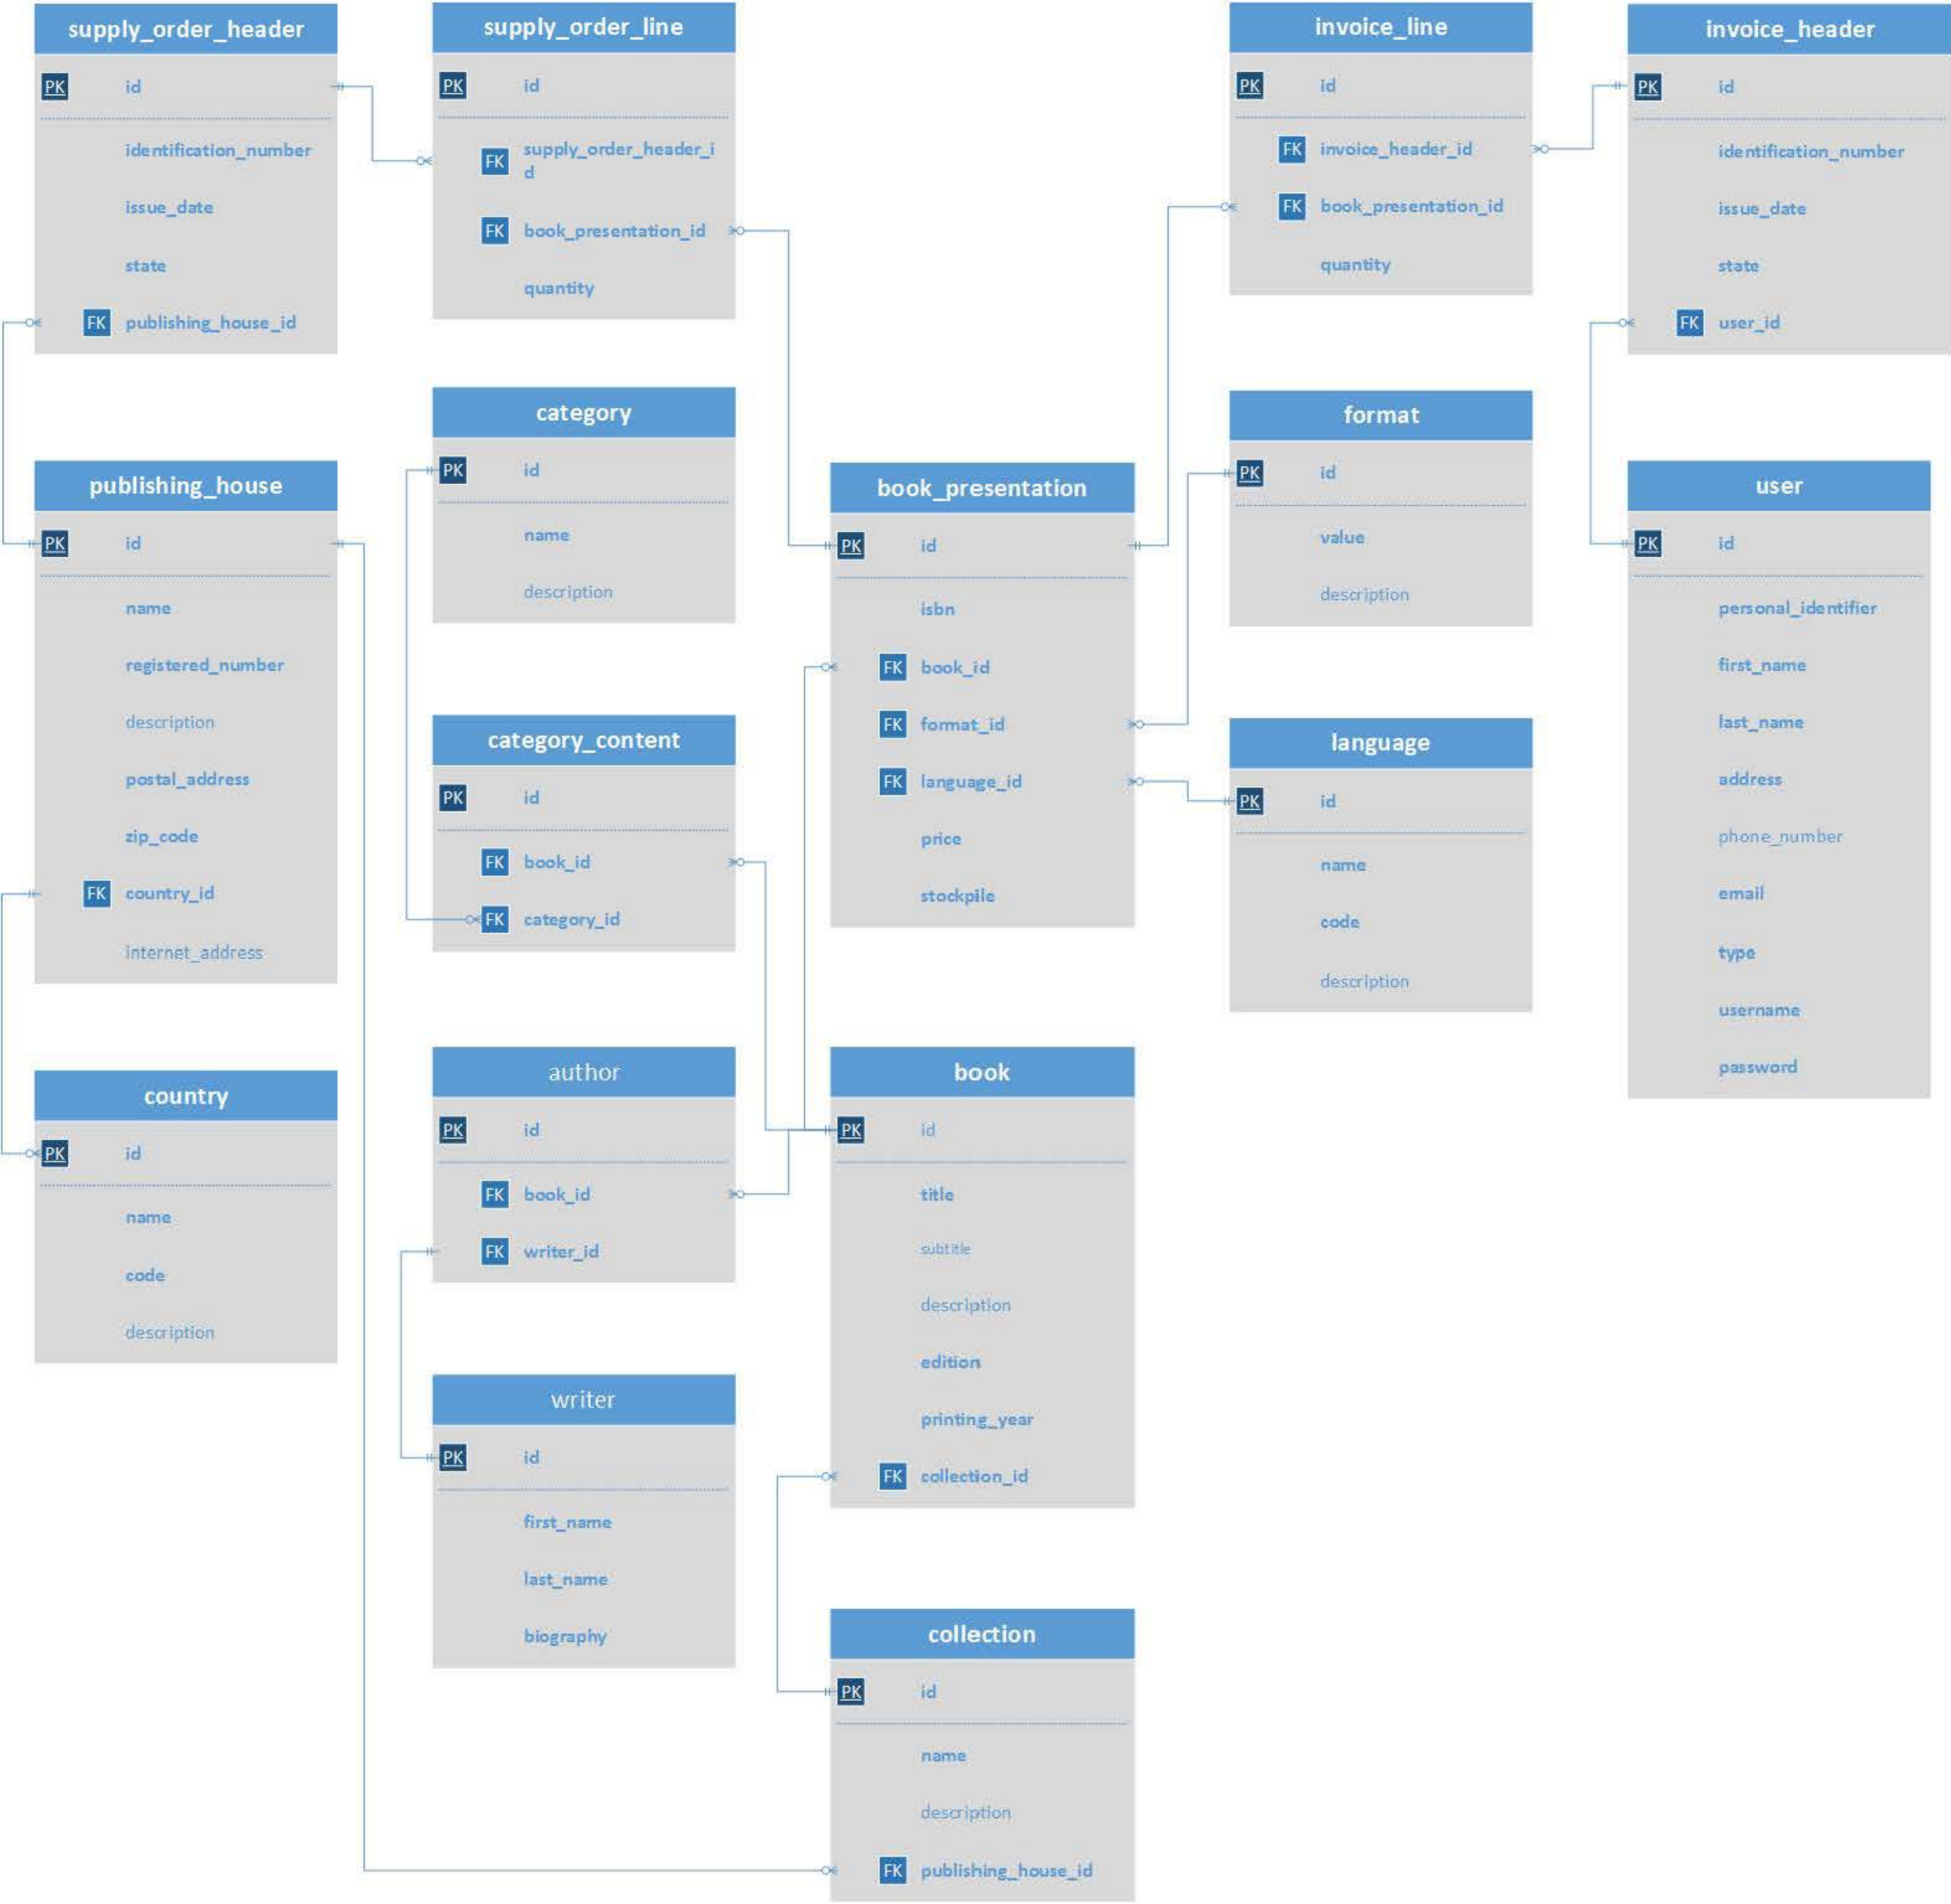 supply_order_header
PK id
identification_number
issue_date
state
FK publishing_house_id
supply_order_line
PK id
FK supply_order_header_i
d
FK book_presentation_id
quantity
invoice_line
PK id
FK invoice_header_id
FK book_presentation_id
quantity
invoice_header
PK id
identification_number
issue_date
state
FK user_id
publishing_house
PK id
name
registered_number
description
postal_address
zip_code
FK country_id
internet_address
category
PK id
name
description
category_content
PK id
FK book_id
FK category_id
book_presentation
PK id
isbn
FK book_id
FK format_id
FK language_id
price
stockpile
format
PK id
value
description
language
PK id
name
code
description
user
PK id
personal_identifier
first_name
last_name
address
phone_number
email
type
username
password
country
PK id
name
code
description
author
PK id
FK book_id
FK writer_id
writer
PK id
first_name
last_name
biography
book
PK id
title
subtitle
description
edition
printing_year
FK collection_id
collection
PK id
name
description
FK publishing_house_id